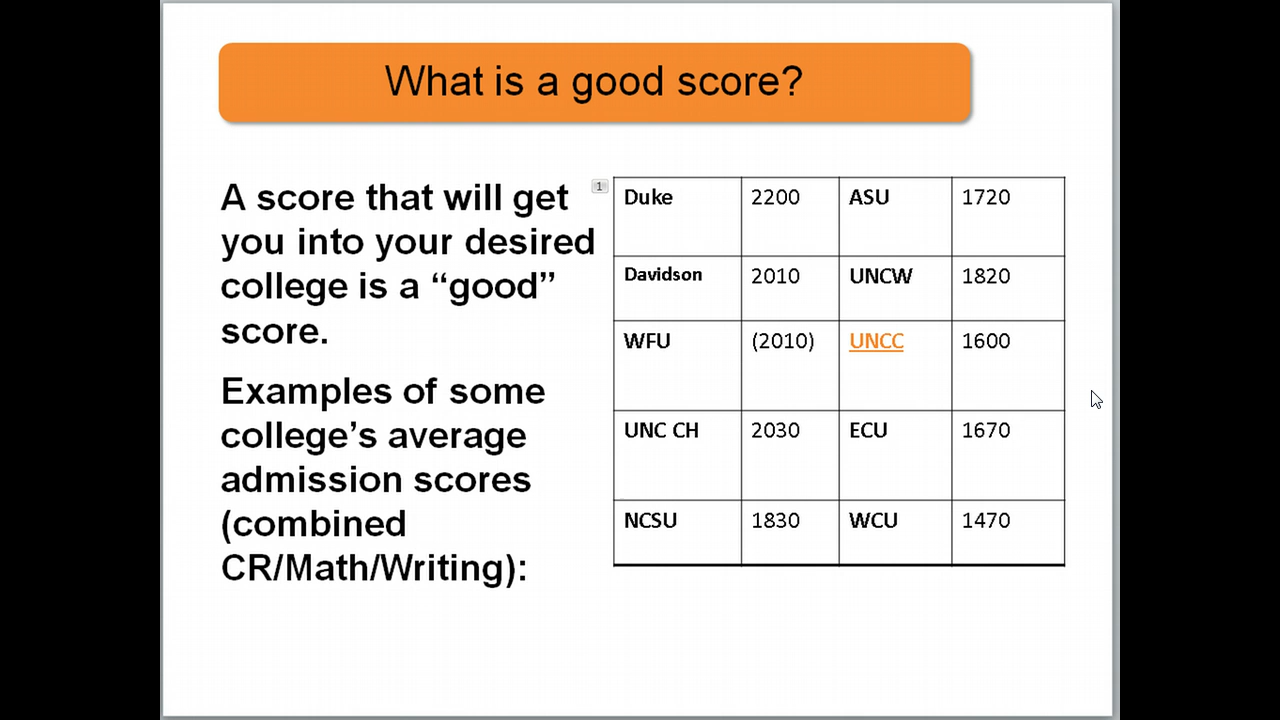 What is a good score?
A score that will get
you into your desired
college is a “good”
score.
Examples of some
college’s average
admission scores
(combined
CR/Math/Writing):
1
Duke 2200 ASU 1720
Davidson 2010 UNCW 1820
WFU (2010) UNCC 1600
UNC CH 2030 ECU 1670
NCSU 1830 WCU 1470